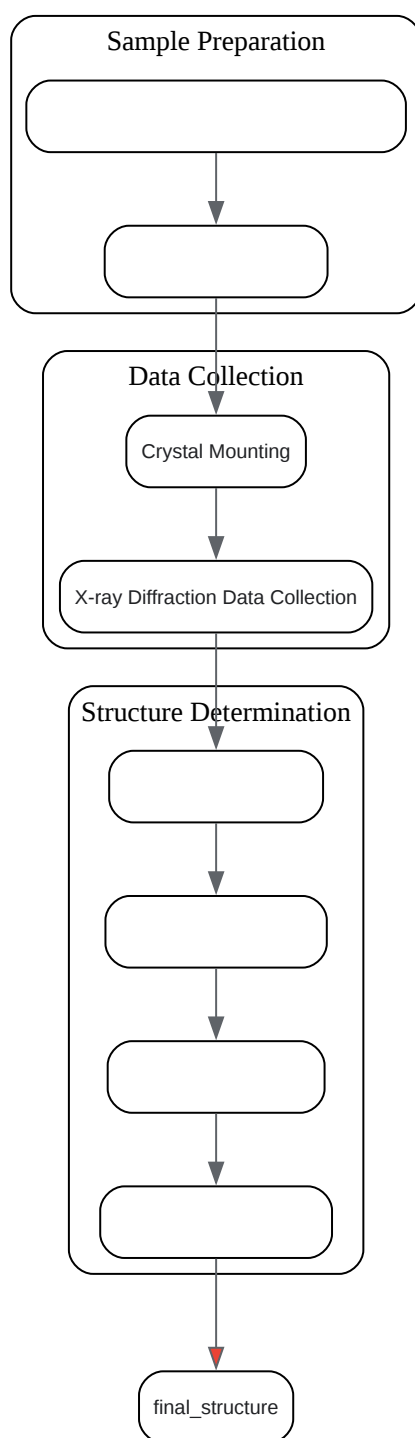 Sample Preparation
Data Collection
Crystal Mounting
X-ray Diffraction Data Collection
Structure Determination
final_structure